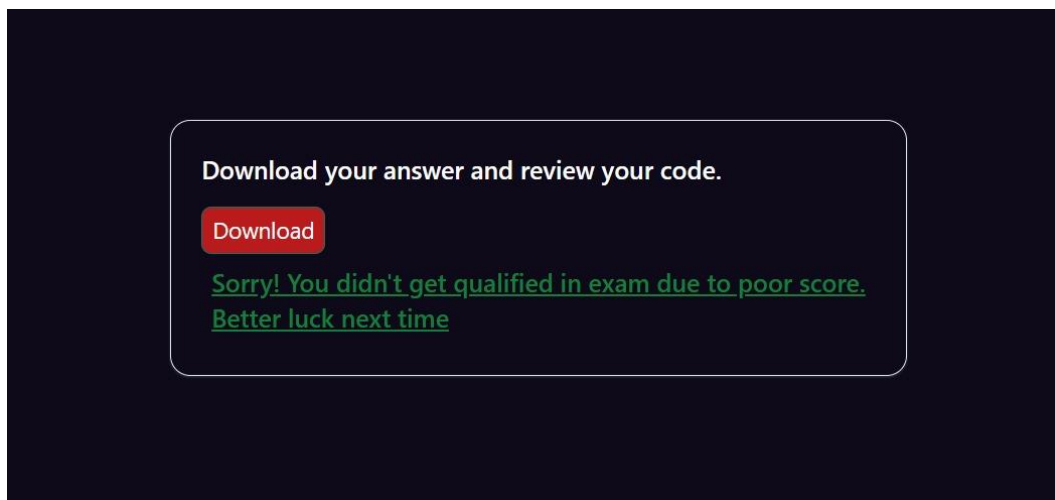 Download your answer and review your code.
Download
Sorry! You didn't get qualified in exam due to poor score.
Better luck next time